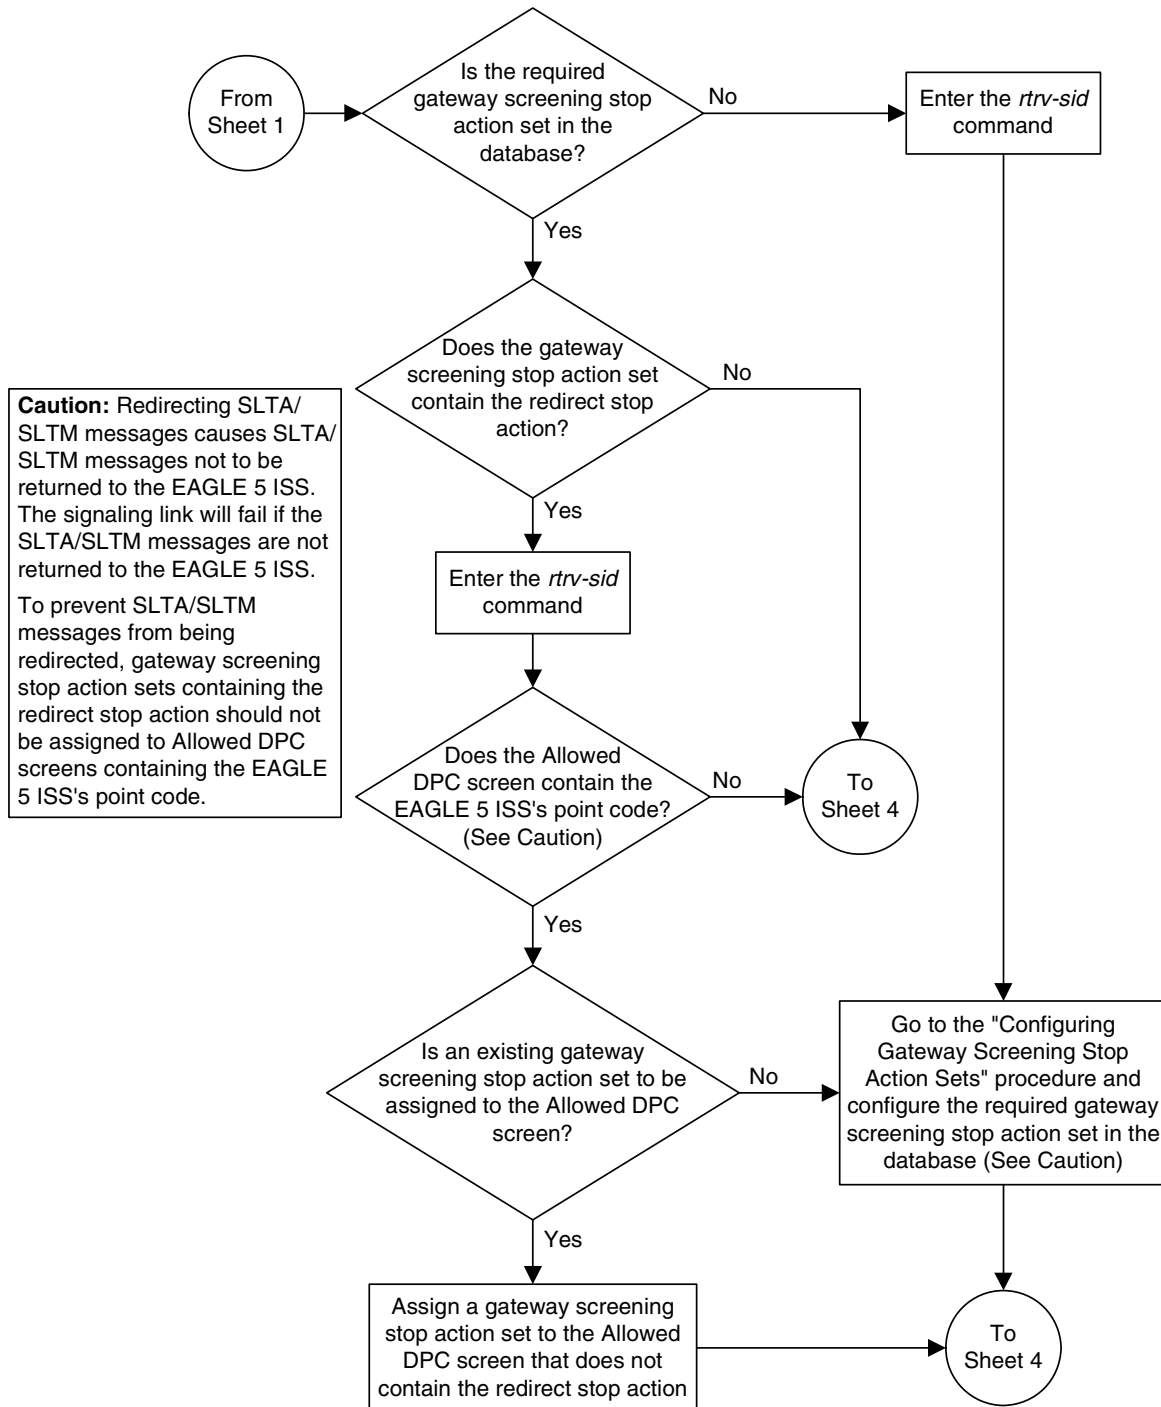 From
Sheet 1
Is the required
gateway screening stop
action set in the
database?
No
Enter the rtrv-sid
command
Yes
Does the gateway
screening stop action set
contain the redirect stop
action?
No
Caution: Redirecting SLTA/
SLTM messages causes SLTA/
SLTM messages not to be
returned to the EAGLE 5 ISS.
The signaling link will fail if the
SLTA/SLTM messages are not
returned to the EAGLE 5 ISS.
To prevent SLTA/SLTM
messages from being
redirected, gateway screening
stop action sets containing the
redirect stop action should not
be assigned to Allowed DPC
screens containing the EAGLE
5 ISS's point code.
Yes
Enter the rtrv-sid
command
Does the Allowed
DPC screen contain the
EAGLE 5 ISS's point code?
(See Caution)
No
To
Sheet 4
Yes
Is an existing gateway
screening stop action set to be
assigned to the Allowed DPC
screen?
No
Go to the "Configuring
Gateway Screening Stop
Action Sets" procedure and
configure the required gateway
screening stop action set in the
database (See Caution)
Yes
Assign a gateway screening
stop action set to the Allowed
DPC screen that does not
contain the redirect stop action
To
Sheet 4